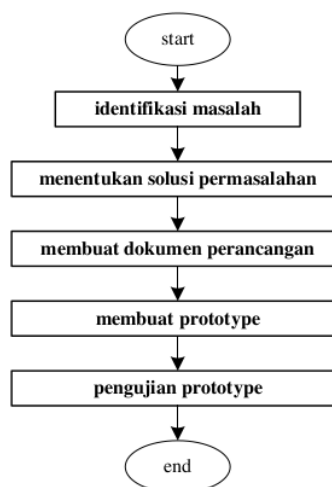 start
identifikasi masalah
menentukan solusi permasalahan
membuat dokumen perancangan
membuat prototype
pengujian prototype
end